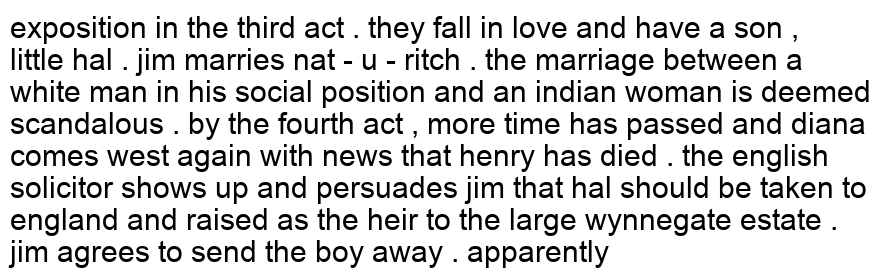 exposition in the third act . they fall in love and have a son ,
little hal . jim marries nat - u - ritch . the marriage between a
white man in his social position and an indian woman is deemed
scandalous . by the fourth act , more time has passed and diana
comes west again with news that henry has died . the english
solicitor shows up and persuades jim that hal should be taken to
england and raised as the heir to the large wynnegate estate .
jim agrees to send the boy away . apparently